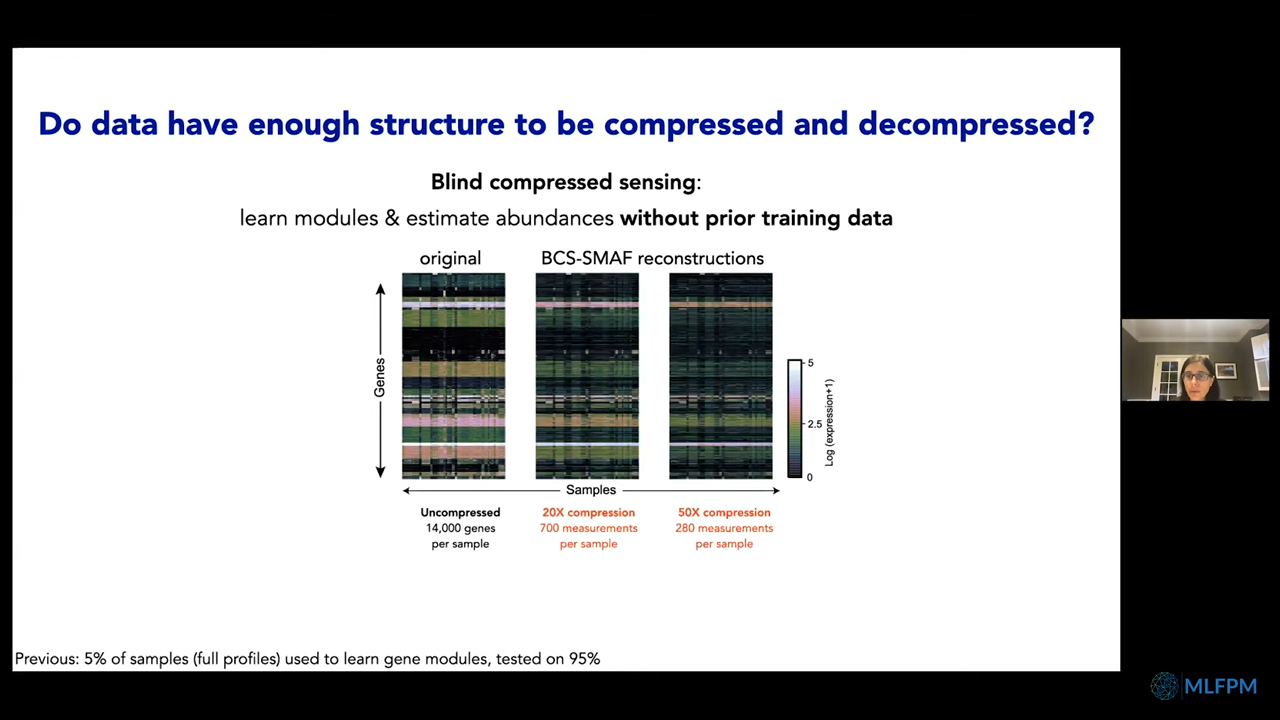 Do data have enough structure to be compressed and decompressed?
Blind compressed sensing:
learn modules & estimate abundances without prior training data
original
BCS-SMAF reconstructions
Genes
5
2.5
0
Log (expression+1)
Samples
Uncompressed
14,000 genes
per sample
20X compression
700 measurements
per sample
50X compression
280 measurements
per sample
Previous: 5% of samples (full profiles) used to learn gene modules, tested on 95%
MLFPM